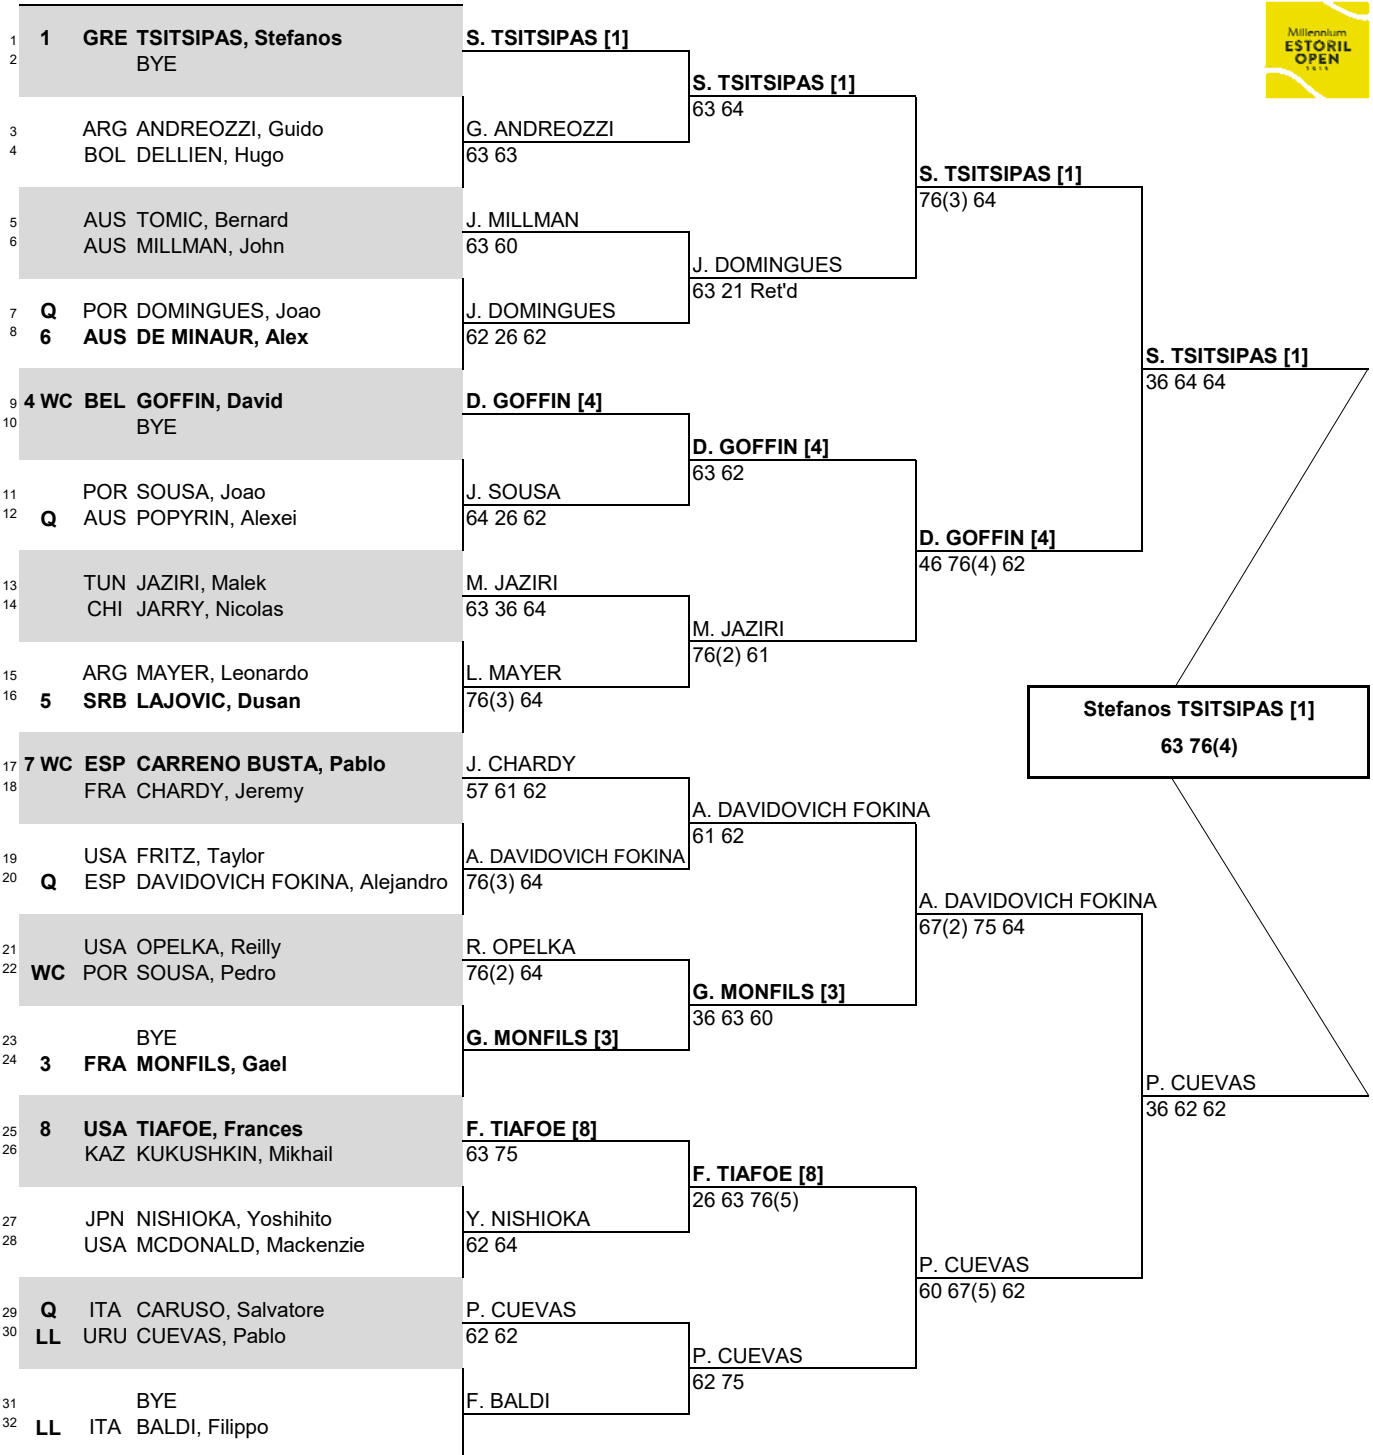 Millennium
ESTORIL
OPEN
1 1 GRE TSITSIPAS, Stefanos
2 BYE
3 ARG ANDREOZZI, Guido
4 BOL DELLIEN, Hugo
5 AUS TOMIC, Bernard
6 AUS MILLMAN, John
7 Q POR DOMINGUES, Joao
8 6 AUS DE MINAUR, Alex
9 4 WC BEL GOFFIN, David
10 BYE
11 POR SOUSA, Joao
12 Q AUS POPYRIN, Alexei
13 TUN JAZIRI, Malek
14 CHI JARRY, Nicolas
15 ARG MAYER, Leonardo
16 5 SRB LAJOVIC, Dusan
17 7 WC ESP CARRENO BUSTA, Pablo
18 FRA CHARDY, Jeremy
19 USA FRITZ, Taylor
20 Q ESP DAVIDOVICH FOKINA, Alejandro
21 USA OPELKA, Reilly
22 WC POR SOUSA, Pedro
23 BYE
24 3 FRA MONFILS, Gael
25 8 USA TIAFOE, Frances
26 KAZ KUKUSHKIN, Mikhail
27 JPN NISHIOKA, Yoshihito
28 USA MCDONALD, Mackenzie
29 Q ITA CARUSO, Salvatore
30 LL URU CUEVAS, Pablo
31 BYE
32 LL ITA BALDI, Filippo
S. TSITSIPAS [1]
G. ANDREOZZI
63 63
J. MILLMAN
63 60
J. DOMINGUES
62 26 62
D. GOFFIN [4]
J. SOUSA
64 26 62
M. JAZIRI
63 36 64
L. MAYER
76(3) 64
J. CHARDY
57 61 62
A. DAVIDOVICH FOKINA
76(3) 64
R. OPELKA
76(2) 64
G. MONFILS [3]
F. TIAFOE [8]
63 75
Y. NISHIOKA
62 64
P. CUEVAS
62 62
F. BALDI
S. TSITSIPAS [1]
63 64
J. DOMINGUES
63 21 Ret'd
D. GOFFIN [4]
63 62
M. JAZIRI
76(2) 61
A. DAVIDOVICH FOKINA
61 62
G. MONFILS [3]
36 63 60
F. TIAFOE [8]
26 63 76(5)
P. CUEVAS
62 75
S. TSITSIPAS [1]
76(3) 64
D. GOFFIN [4]
46 76(4) 62
A. DAVIDOVICH FOKINA
67(2) 75 64
P. CUEVAS
60 67(5) 62
S. TSITSIPAS [1]
36 64 64
P. CUEVAS
36 62 62
Stefanos TSITSIPAS [1]
63 76(4)